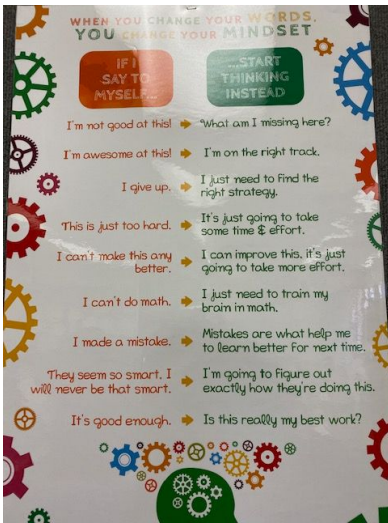 WHEN YOU CHANGE YOUR WORDS,
YOU CHANGE YOUR MINDSET
IF I
SAY TO
MYSELF...
...START
THINKING
INSTEAD
I'm not good at this!
What am I missing here?
I'm awesome at this!
I'm on the right track.
I give up.
I just need to find the
right strategy.
This is just too hard.
It's just going to take
some time & effort.
I can't make this any
better.
I can improve this, it's just
going to take more effort.
I can't do math.
I just need to train my
brain in math.
I made a mistake.
Mistakes are what help me
to learn better for next time.
They seem so smart. I
will never be that smart.
I'm going to figure out
exactly how they're doing this.
It's good enough.
Is this really my best work?